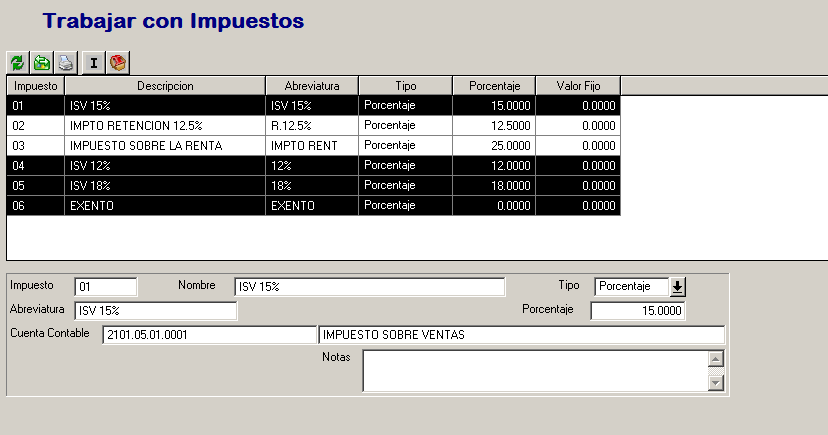 Trabajar con Impuestos
I
Impuesto Descripcion Abreviatura Tipo Porcentaje Valor Fijo
01 ISV 15% ISV 15% Porcentaje 15.0000 0.0000
02 IMPTO RETENCION 12.5% R.12.5% Porcentaje 12.5000 0.0000
03 IMPUESTO SOBRE LA RENTA IMPTO RENT Porcentaje 25.0000 0.0000
04 ISV 12% 12% Porcentaje 12.0000 0.0000
05 ISV 18% 18% Porcentaje 18.0000 0.0000
06 EXENTO EXENTO Porcentaje 0.0000 0.0000
Impuesto 01 Nombre ISV 15% Tipo Porcentaje
Abreviatura ISV 15% Porcentaje 15.0000
Cuenta Contable 2101.05.01.0001 IMPUESTO SOBRE VENTAS
Notas